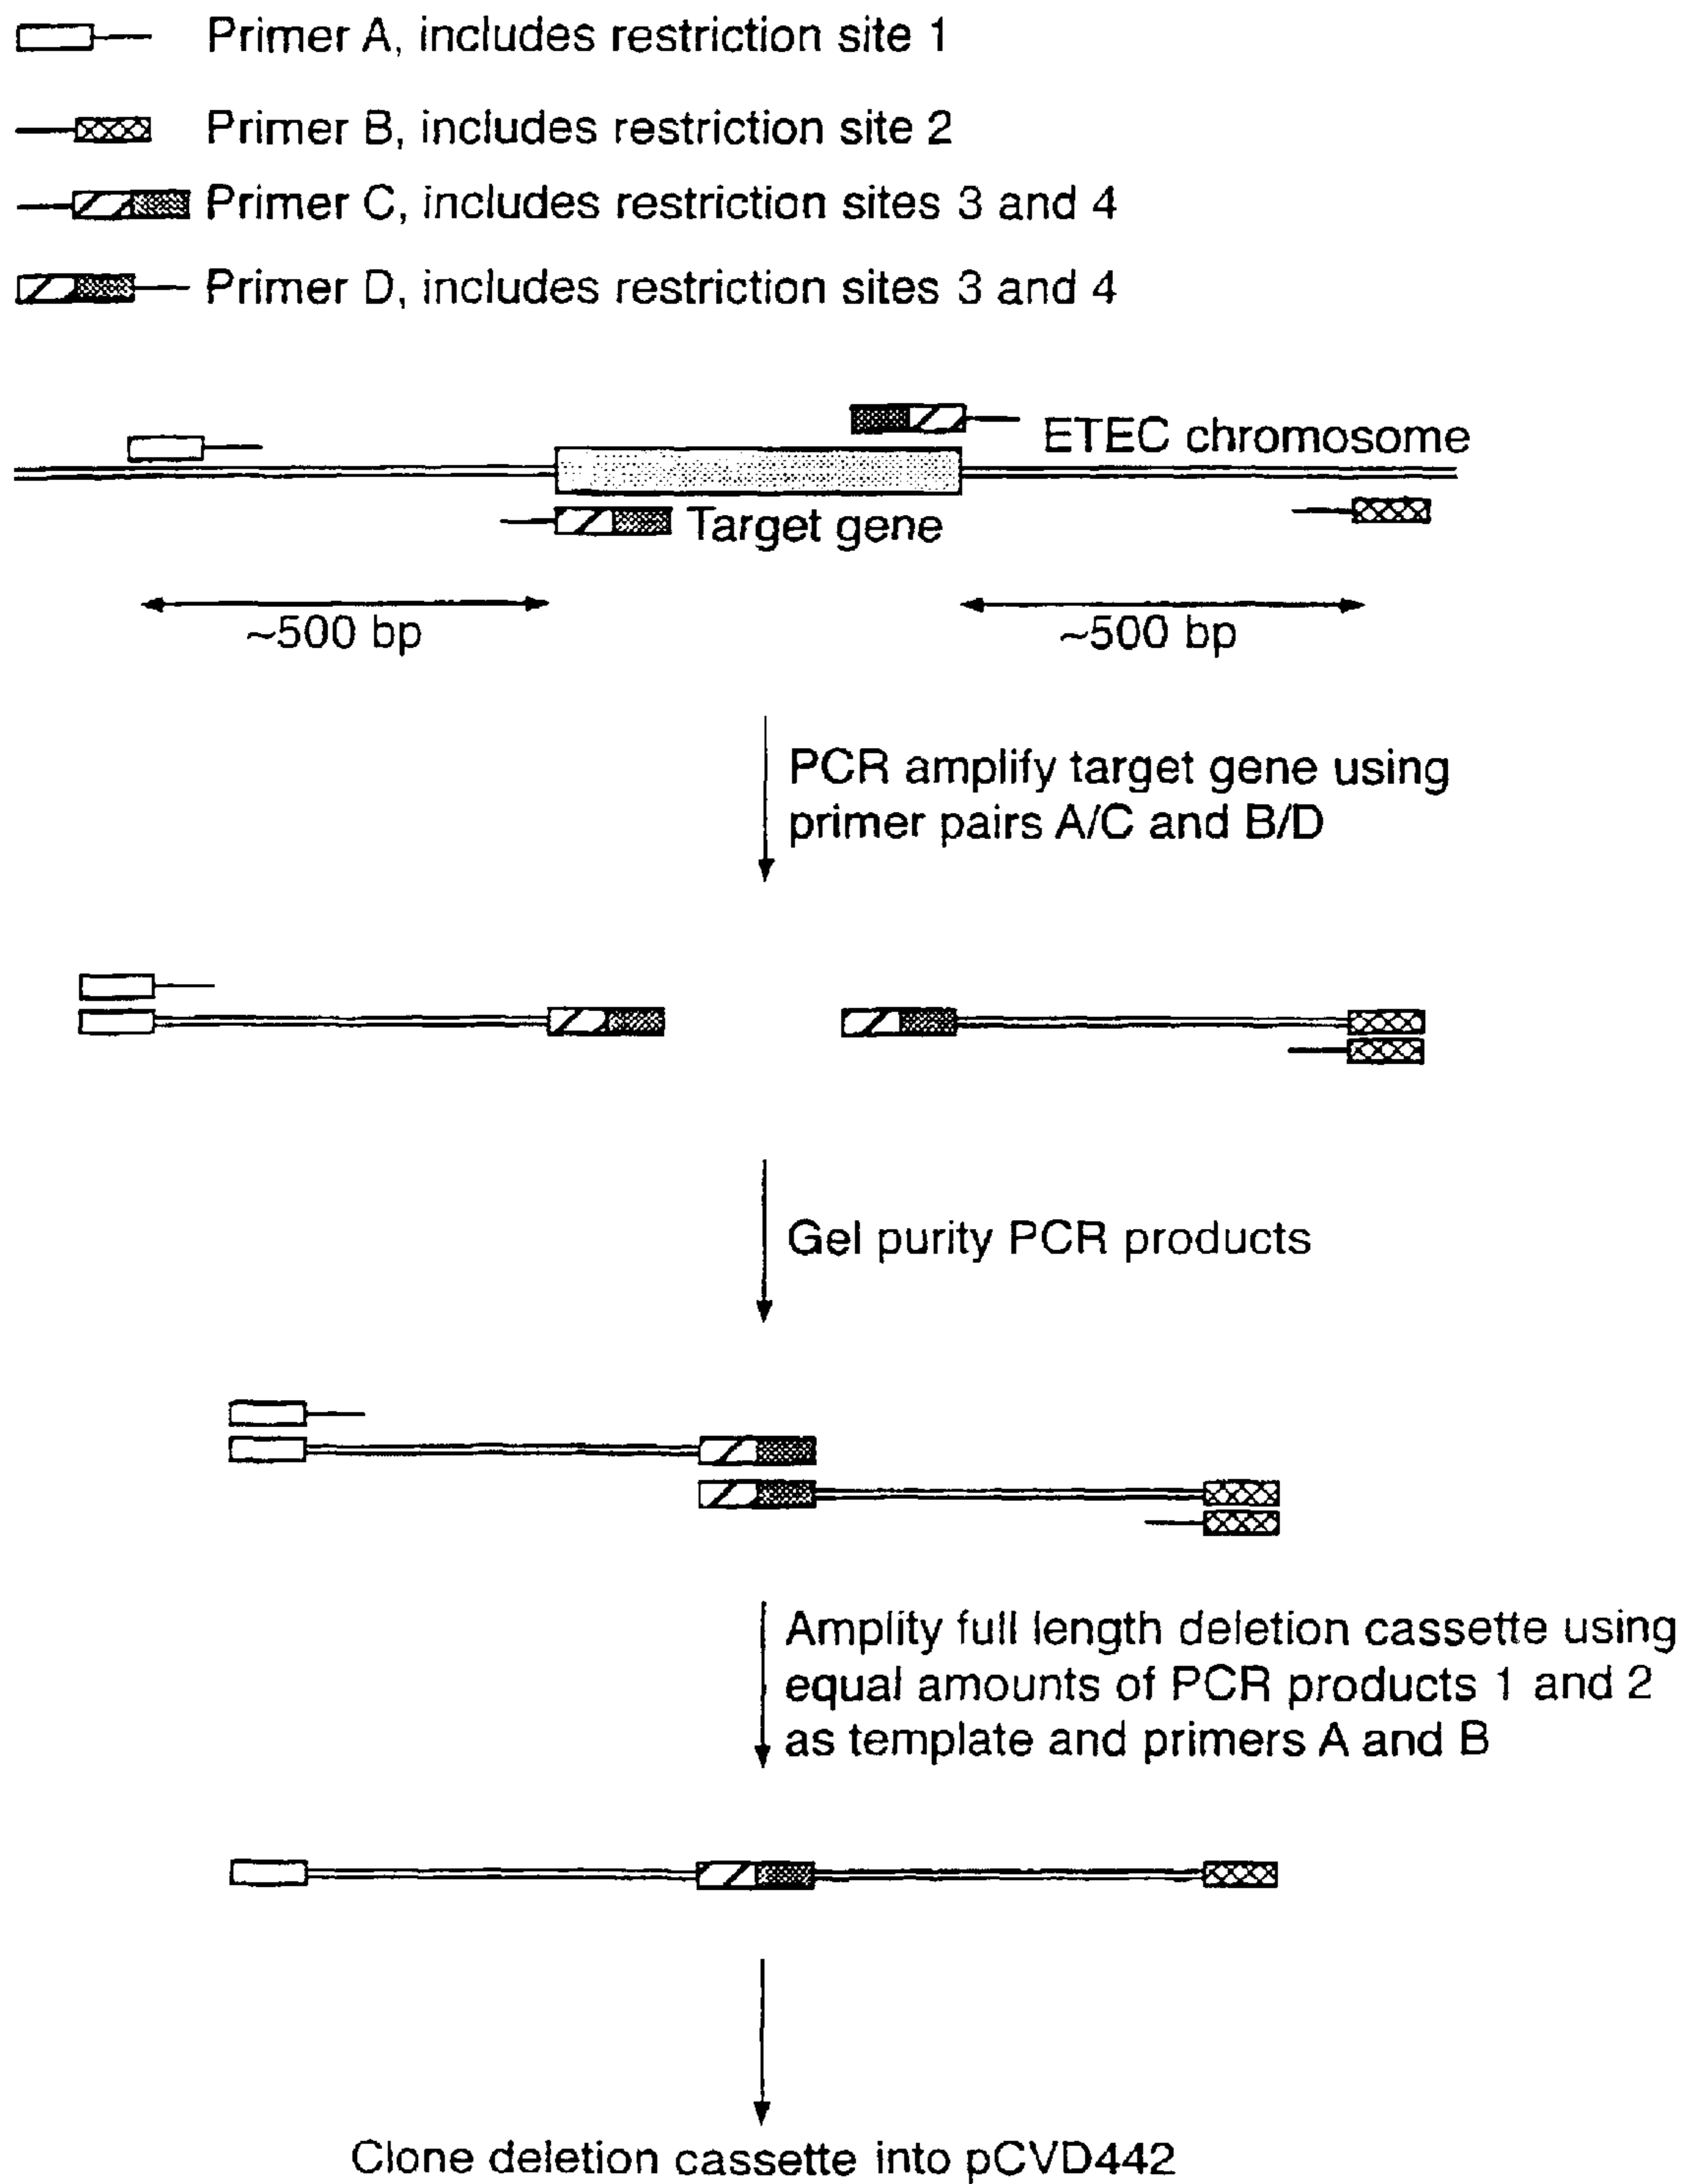 Primer A, includes restriction site 1
Primer B, includes restriction site 2
Primer C, includes restriction sites 3 and 4
Primer D, includes restriction sites 3 and 4
ETEC chromosome
Target gene
~500 bp
~500 bp
PCR amplify target gene using
primer pairs A/C and B/D
Gel purity PCR products
Amplity full length deletion cassette using
equal amounts of PCR products 1 and 2
as template and primers A and B
Clone deletion cassette into pCVD442